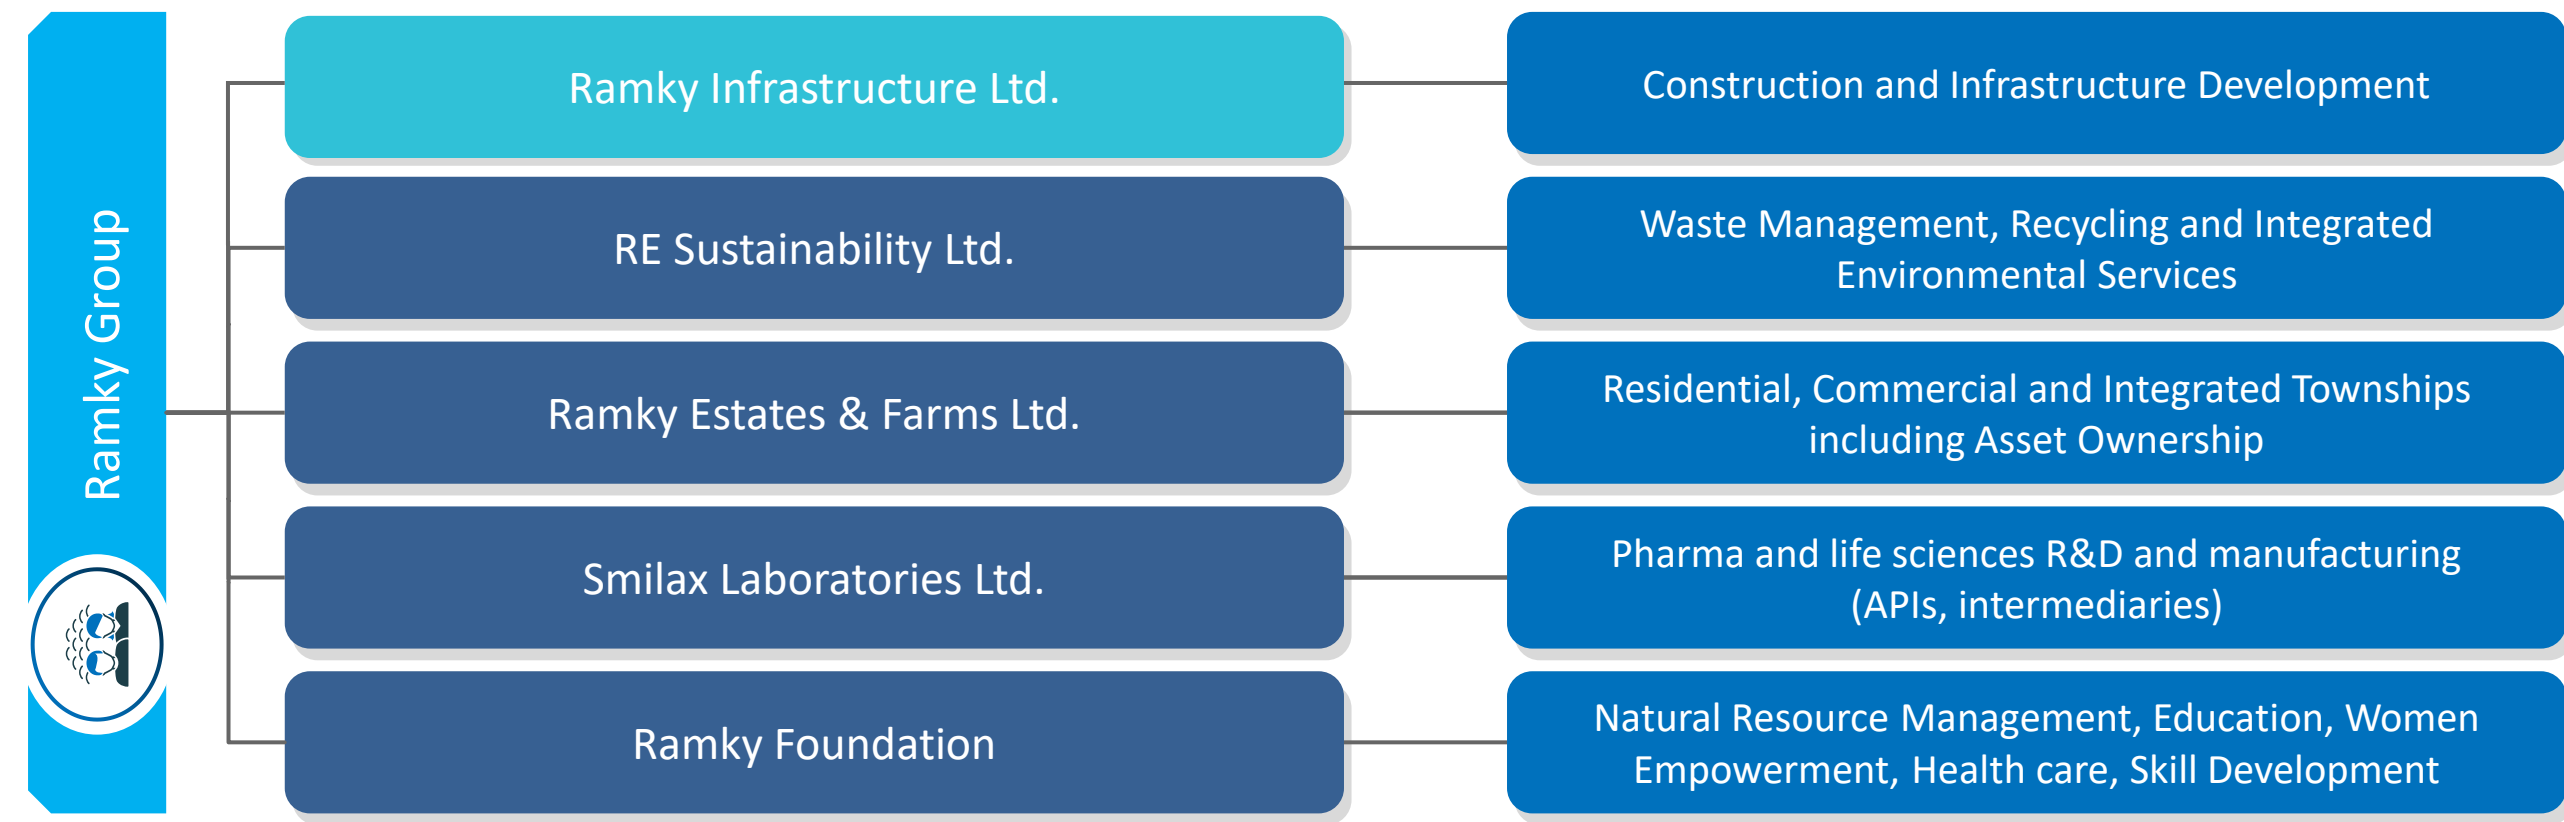 Ramky Group
Ramky Infrastructure Ltd.
Construction and Infrastructure Development
RE Sustainability Ltd.
Waste Management, Recycling and Integrated
Environmental Services
Ramky Estates & Farms Ltd.
Residential, Commercial and Integrated Townships
including Asset Ownership
Smilax Laboratories Ltd.
Pharma and life sciences R&D and manufacturing
(APIs, intermediaries)
Ramky Foundation
Natural Resource Management, Education, Women
Empowerment, Health care, Skill Development